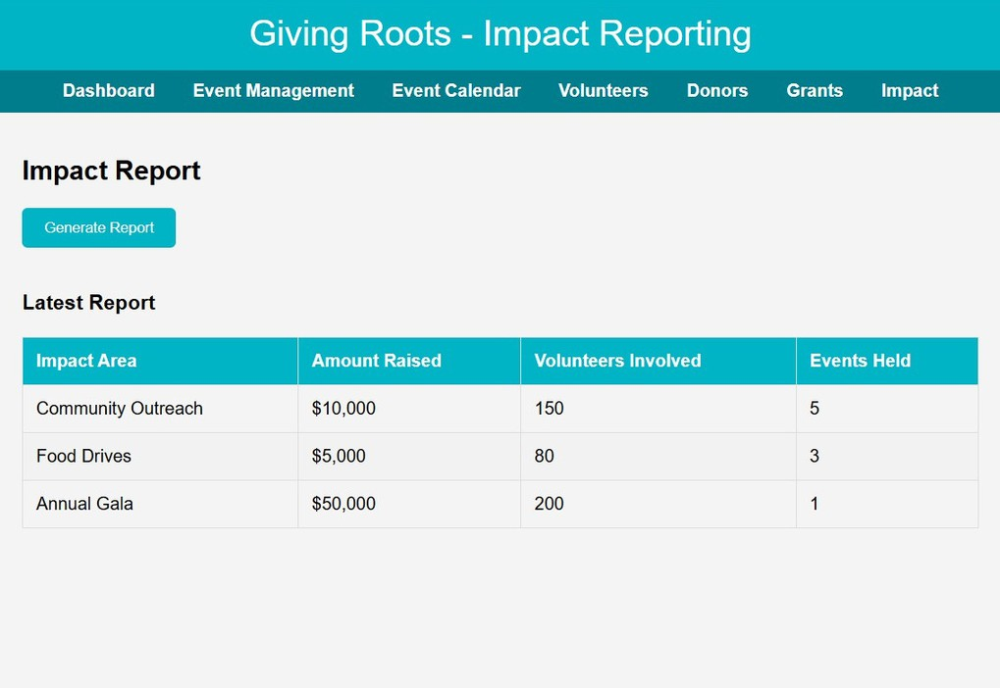 Giving Roots - Impact Reporting
Dashboard Event Management Event Calendar Volunteers Donors Grants Impact
Impact Report
Generate Report
Latest Report
Impact Area Amount Raised Volunteers Involved Events Held
Community Outreach $10,000 150 5
Food Drives $5,000 80 3
Annual Gala $50,000 200 1